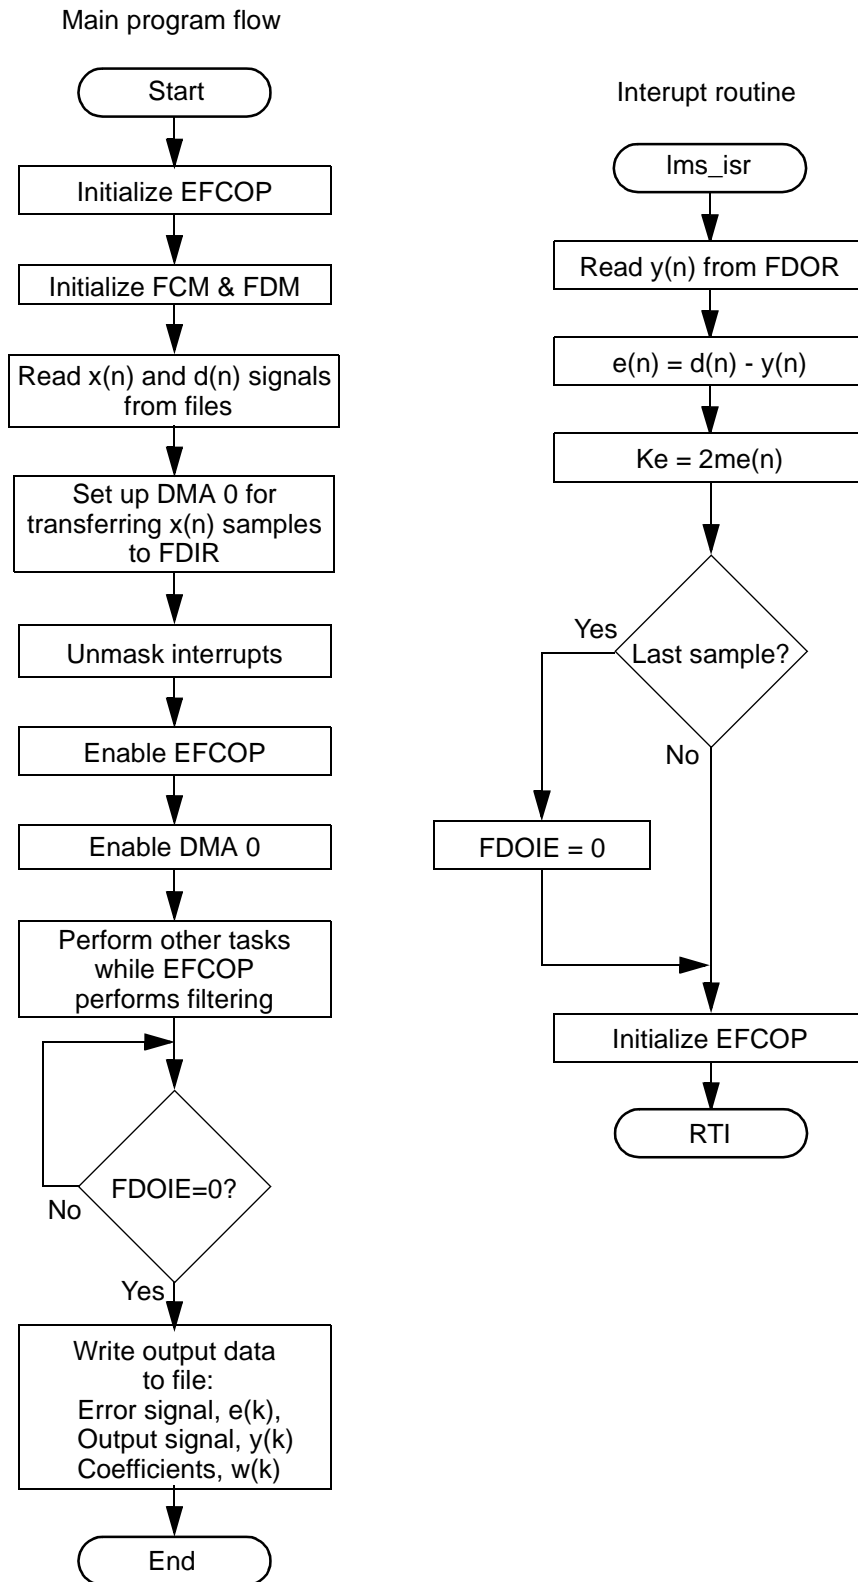 Main program flow
Start
Initialize EFCOP
Initialize FCM & FDM
Read x(n) and d(n) signals
from files
Set up DMA 0 for
transferring x(n) samples
to FDIR
Unmask interrupts
Enable EFCOP
Enable DMA 0
Perform other tasks
while EFCOP
performs filtering
FDOIE=0?
No
Yes
Write output data
to file:
Error signal, e(k),
Output signal, y(k)
Coefficients, w(k)
End
Interupt routine
lms_isr
Read y(n) from FDOR
e(n) = d(n) - y(n)
Ke = 2me(n)
Last sample?
Yes
No
FDOIE = 0
Initialize EFCOP
RTI